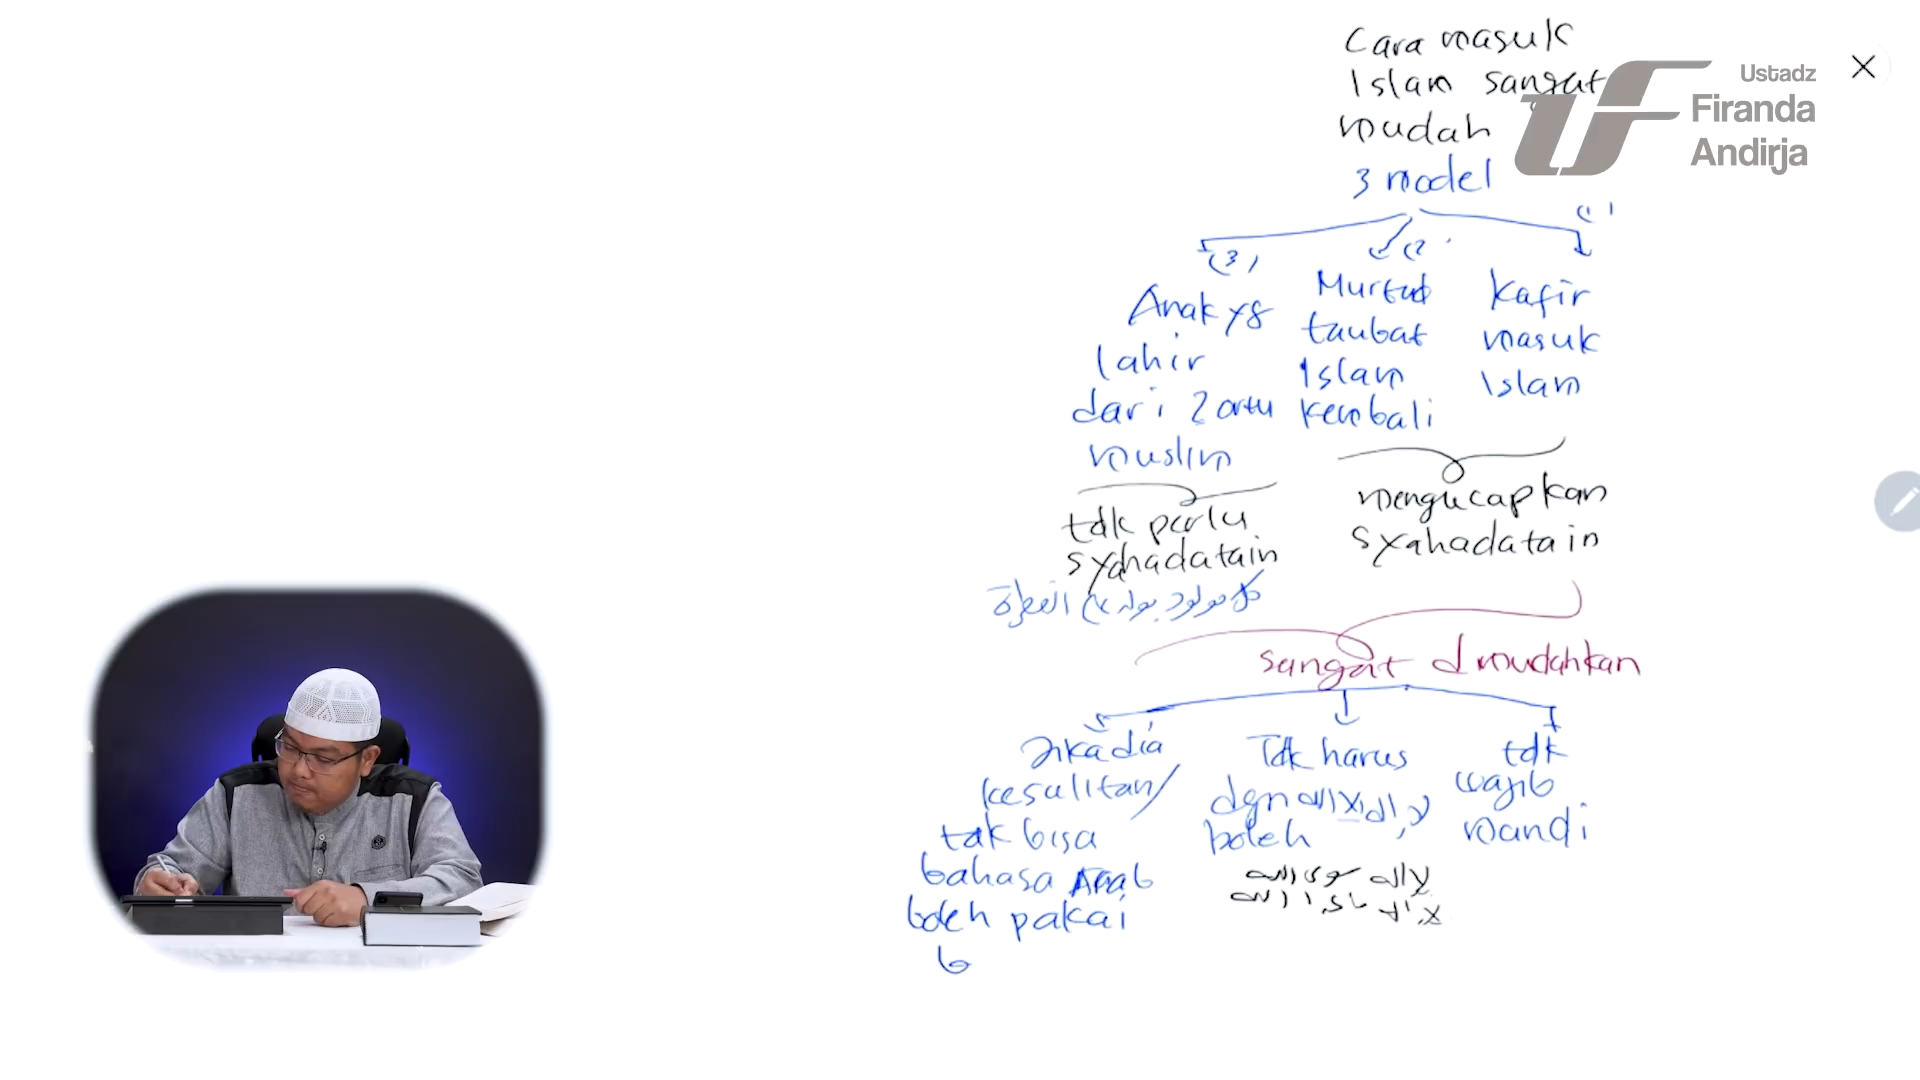 Cara masuk
Islam sangat
mudah
3 model
Ustadz
Firanda
Andirja
(1)
Kafir
masuk
Islam
(2)
Murtad
taubat
Islam
kembali
(3)
Anak yg
lahir
dari 2 ortu
muslim
mengucapkan
syahadatain
tdk perlu
syahadatain
كل مولود يولد على الفطرة
sangat dmudahkan
tdk
wajib
mandi
Tdk harus
dgn لا إله إلا الله
boleh
لا إله سوى الله
jika dia
kesulitan/
tak bisa
bahasa Arab
boleh pakai
b